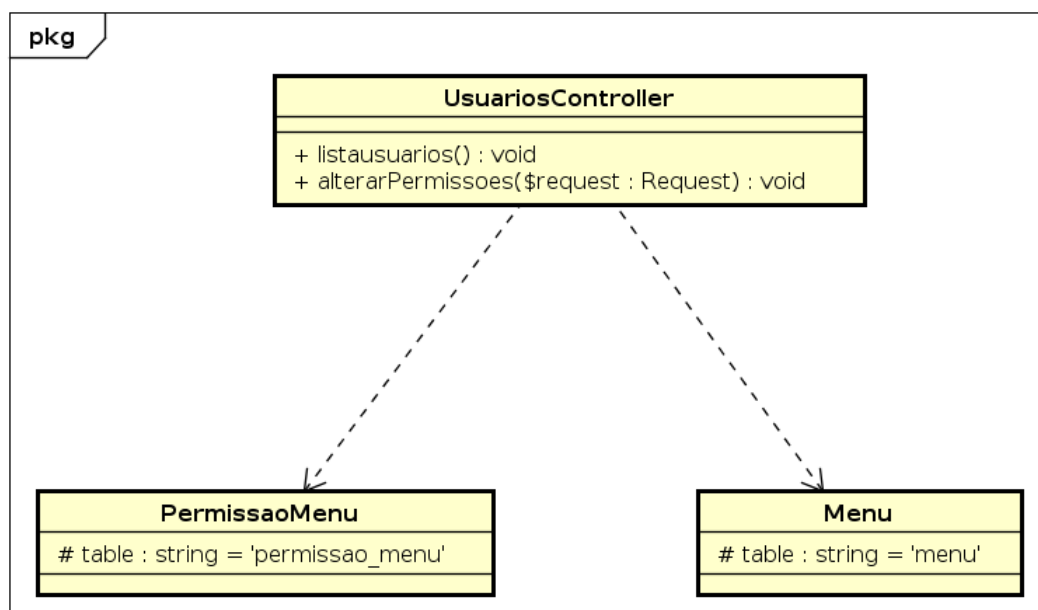 pkg
UsuariosController
+ listausuarios() : void
+ alterarPermissoes($request : Request) : void
PermissaoMenu
# table : string = 'permissao_menu'
Menu
# table : string = 'menu'